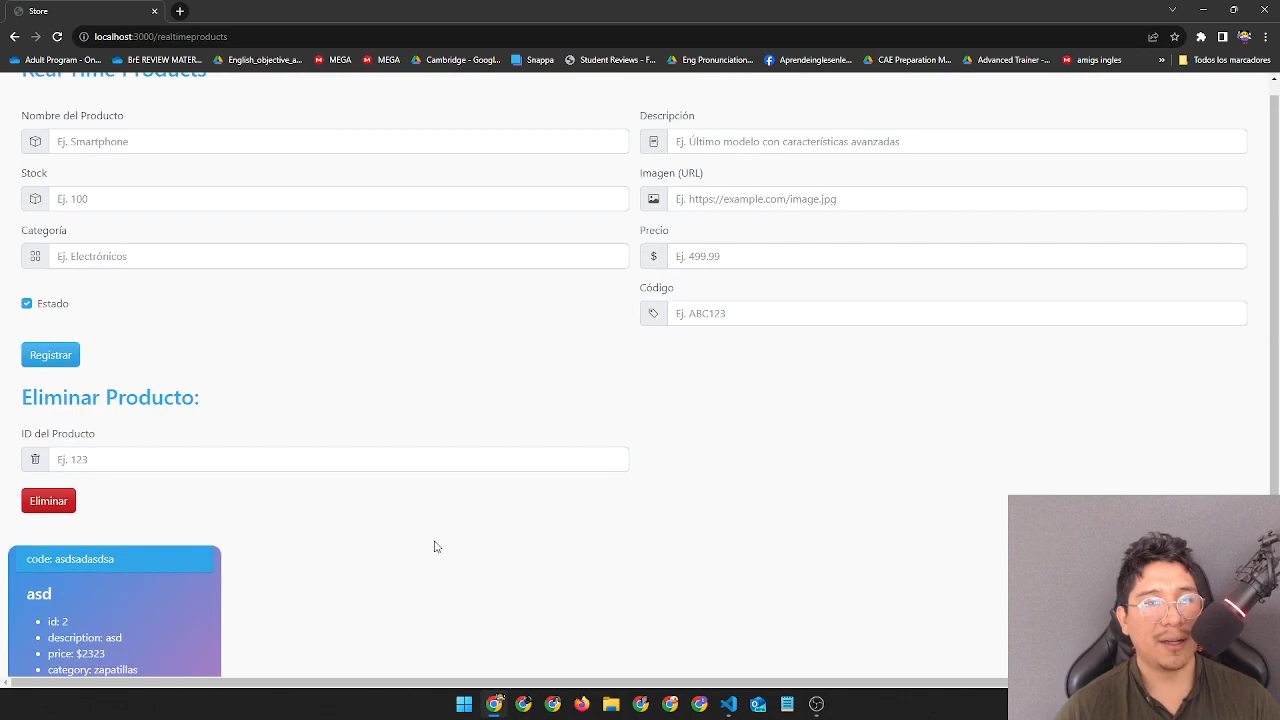 Store
localhost:3000/realtimeproducts
Adult Program - On...
BrE REVIEW MATER...
English_objective_a...
MEGA
MEGA
Cambridge - Googl...
Snappa
Student Reviews - F...
Eng Pronunciation...
Aprendeinglesenle...
CAE Preparation M...
Advanced Trainer -...
amigs ingles
»
Todos los marcadores
Real Time Products
Nombre del Producto
Ej. Smartphone
Descripción
Ej. Último modelo con características avanzadas
Stock
Ej. 100
Imagen (URL)
Ej. https://example.com/image.jpg
Categoría
Ej. Electrónicos
Precio
$ Ej. 499.99
Estado
Código
Ej. ABC123
Registrar
Eliminar Producto:
ID del Producto
Ej. 123
Eliminar
code: asdsadasdsa
asd
id: 2
description: asd
price: $2323
category: zapatillas